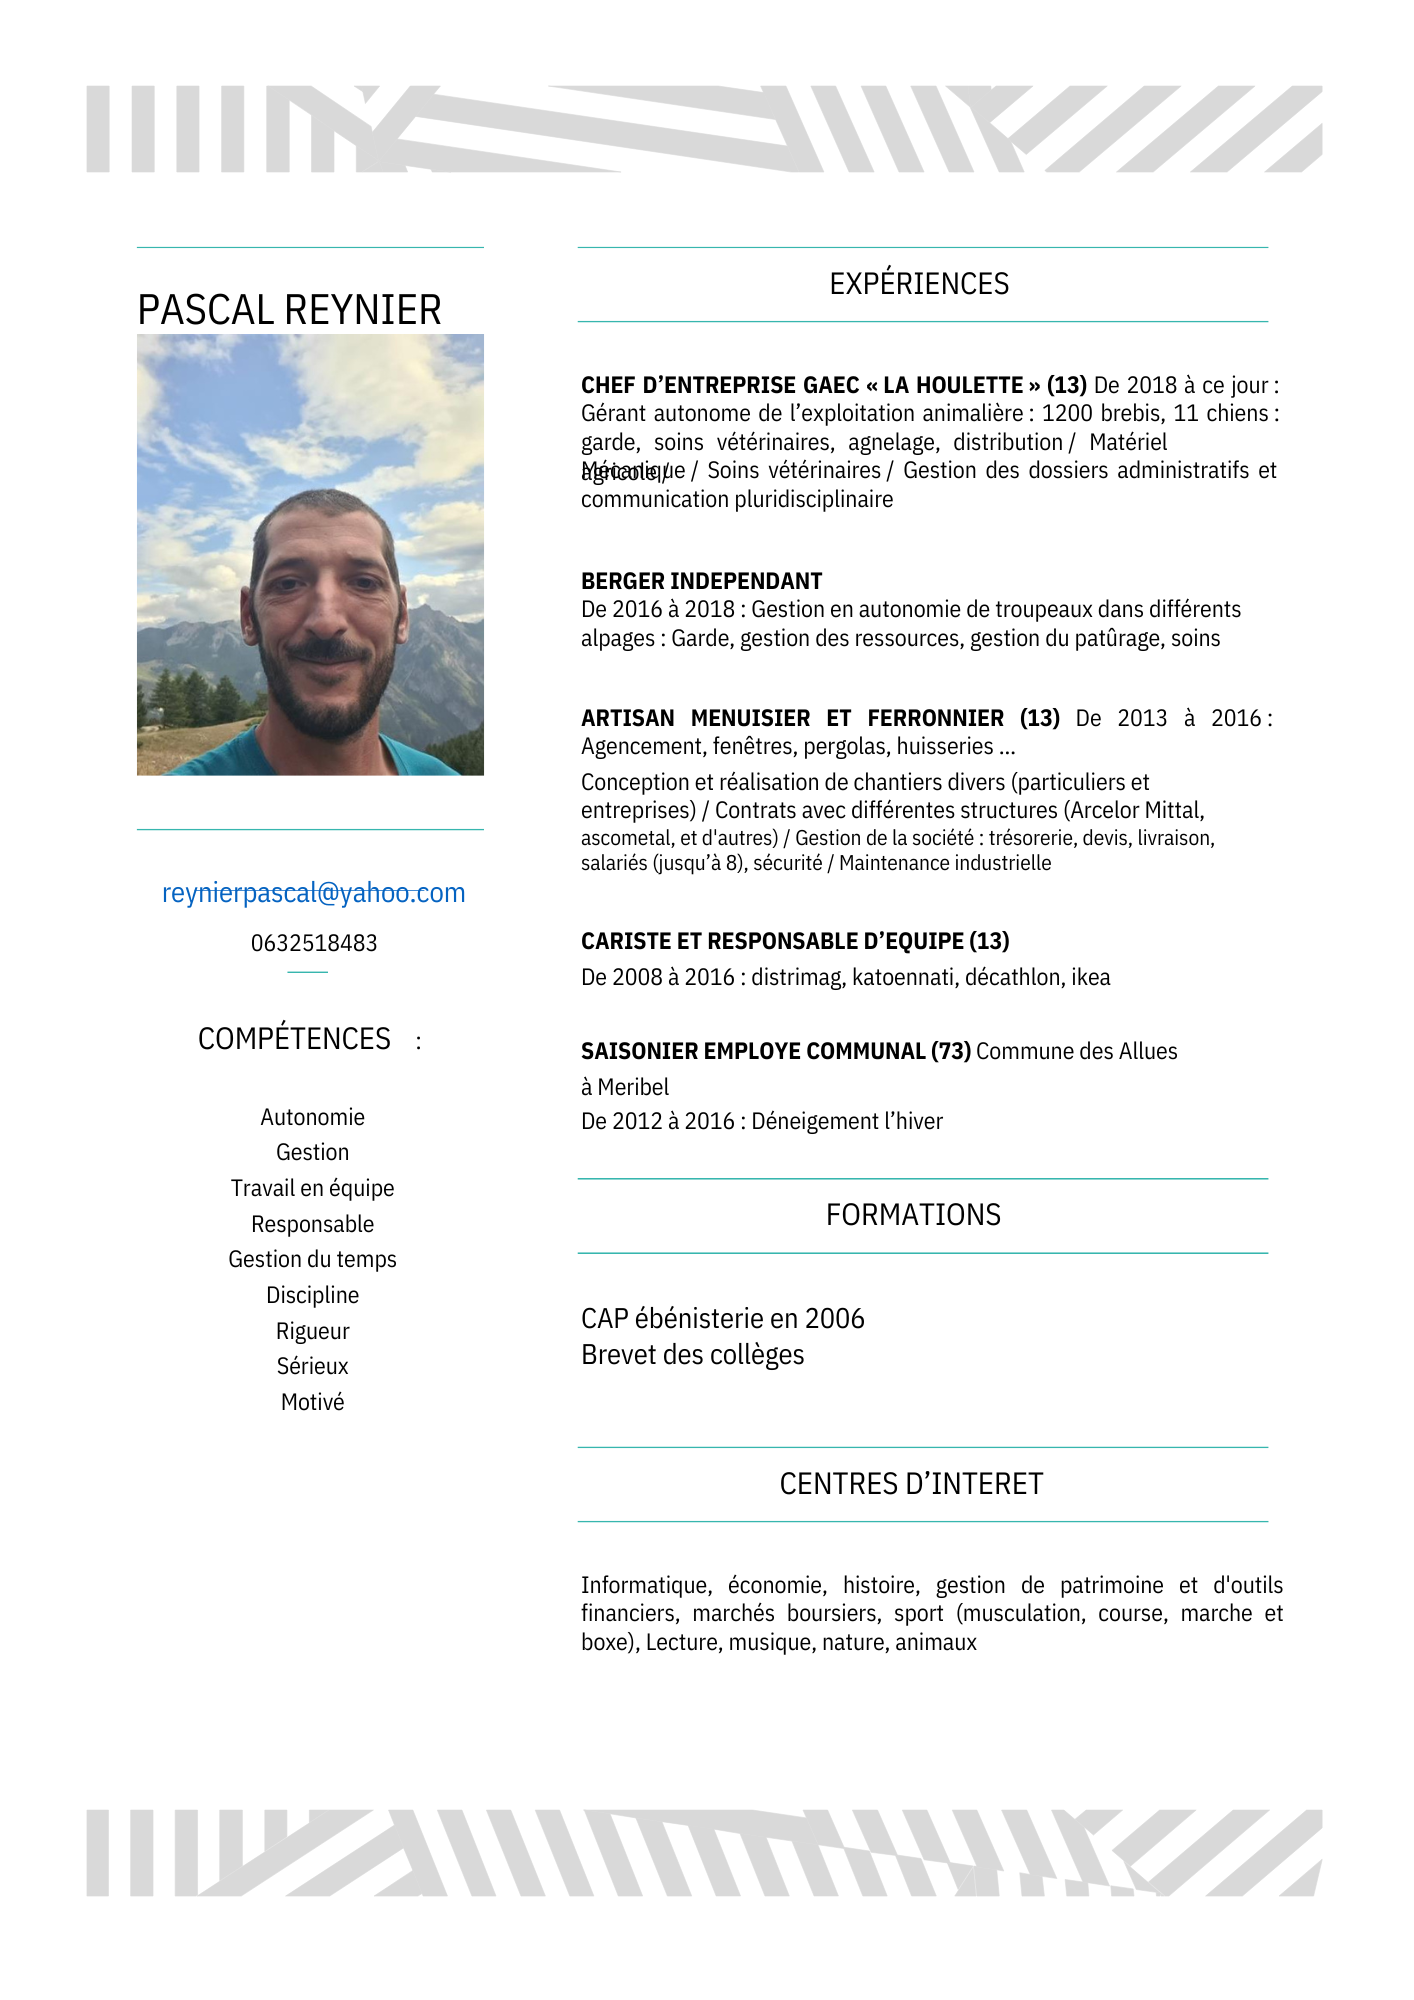 PASCAL REYNIER
reynierpascal@yahoo.com
0632518483
COMPÉTENCES :
Autonomie
Gestion
Travail en équipe
Responsable
Gestion du temps
Discipline
Rigueur
Sérieux
Motivé
EXPÉRIENCES
CHEF D’ENTREPRISE GAEC « LA HOULETTE » (13) De 2018 à ce jour :
Gérant autonome de l’exploitation animalière : 1200 brebis, 11 chiens :
garde, soins vétérinaires, agnelage, distribution / Matériel
agricole /
Mécanique / Soins vétérinaires / Gestion des dossiers administratifs et
communication pluridisciplinaire
BERGER INDEPENDANT
De 2016 à 2018 : Gestion en autonomie de troupeaux dans différents
alpages : Garde, gestion des ressources, gestion du patûrage, soins
ARTISAN MENUISIER ET FERRONNIER (13) De 2013 à 2016 :
Agencement, fenêtres, pergolas, huisseries ...
Conception et réalisation de chantiers divers (particuliers et
entreprises) / Contrats avec différentes structures (Arcelor Mittal,
ascometal, et d'autres) / Gestion de la société : trésorerie, devis, livraison,
salariés (jusqu’à 8), sécurité / Maintenance industrielle
CARISTE ET RESPONSABLE D’EQUIPE (13)
De 2008 à 2016 : distrimag, katoennati, décathlon, ikea
SAISONIER EMPLOYE COMMUNAL (73) Commune des Allues
à Meribel
De 2012 à 2016 : Déneigement l’hiver
FORMATIONS
CAP ébénisterie en 2006
Brevet des collèges
CENTRES D’INTERET
Informatique, économie, histoire, gestion de patrimoine et d'outils
financiers, marchés boursiers, sport (musculation, course, marche et
boxe), Lecture, musique, nature, animaux